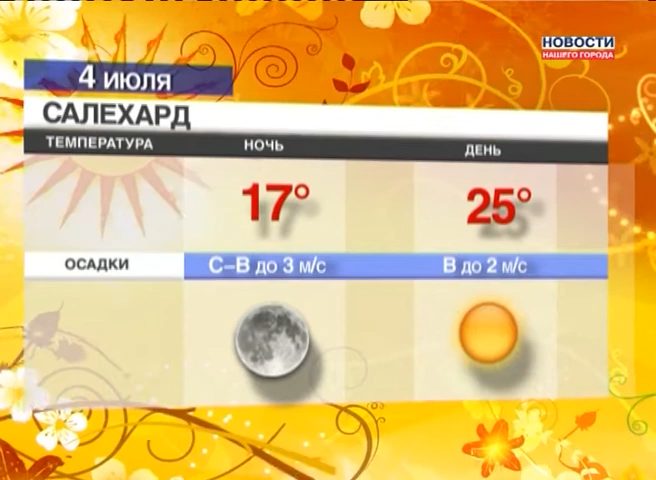 НОВОСТИ
НАШЕГО ГОРОДА
4 ИЮЛЯ
САЛЕХАРД
ТЕМПЕРАТУРА НОЧЬ ДЕНЬ
17° 25°
ОСАДКИ С–В до 3 м/с В до 2 м/с